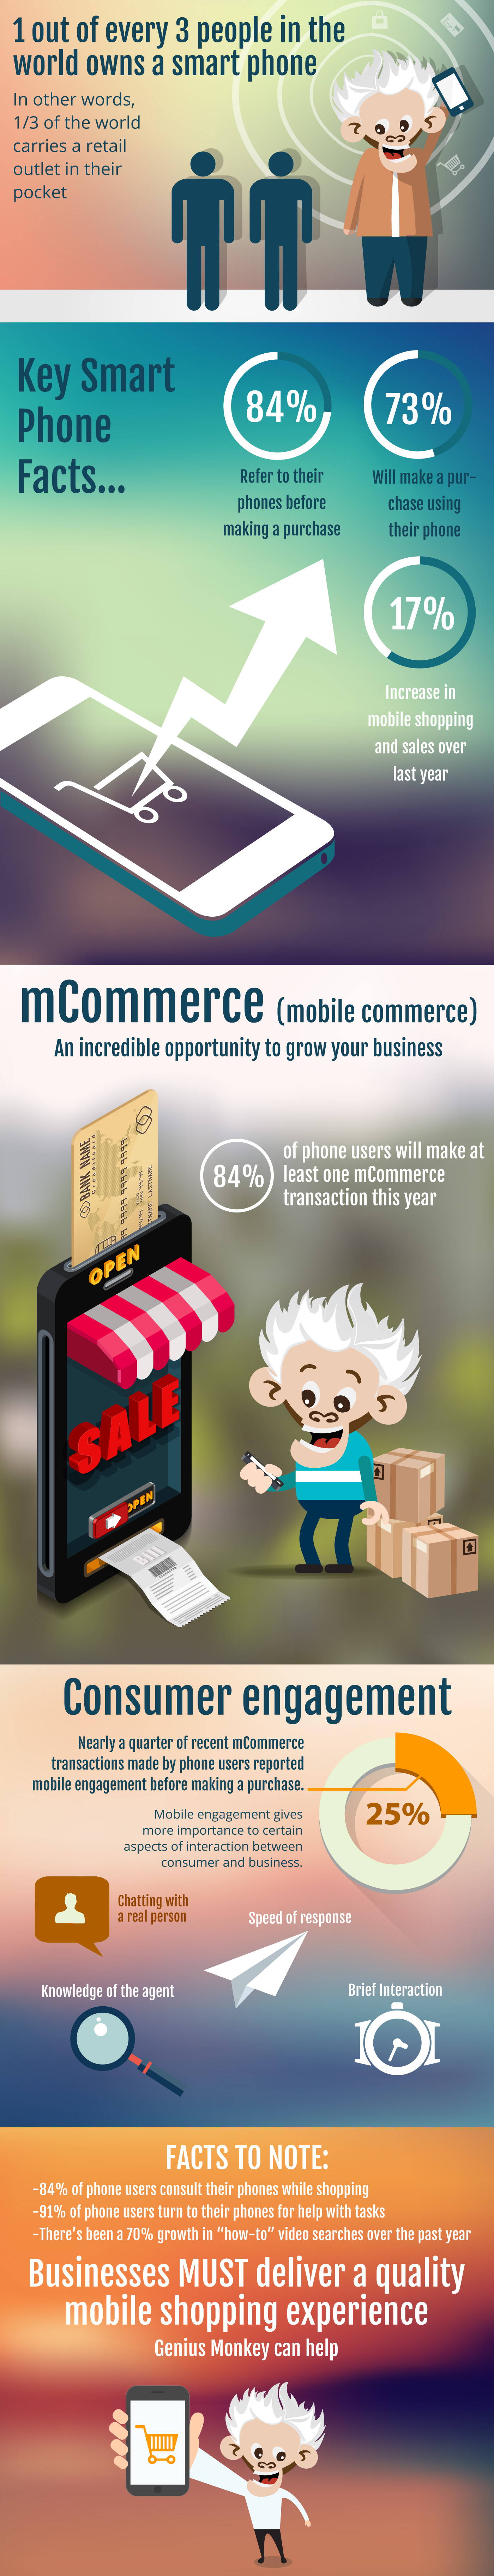 1 out of every 3 people in the
world owns a smart phone
In other words,
1/3 of the world
carries a retail
outlet in their
pocket
Key Smart
Phone
Facts...
84%
Refer to their
phones before
making a purchase
73%
Will make a pur-
chase using
their phone
17%
Increase in
mobile shopping
and sales over
last year
mCommerce (mobile commerce)
An incredible opportunity to grow your business
84%
of phone users will make at
least one mCommerce
transaction this year
BANK NAME
OPEN
SALE
OPEN
Consumer engagement
Nearly a quarter of recent mCommerce
transactions made by phone users reported
mobile engagement before making a purchase.
25%
Mobile engagement gives
more importance to certain
aspects of interaction between
consumer and business.
Chatting with
a real person
Speed of response
Knowledge of the agent
Brief Interaction
FACTS TO NOTE:
-84% of phone users consult their phones while shopping
-91% of phone users turn to their phones for help with tasks
-There's been a 70% growth in "how-to" video searches over the past year
Businesses MUST deliver a quality
mobile shopping experience
Genius Monkey can help